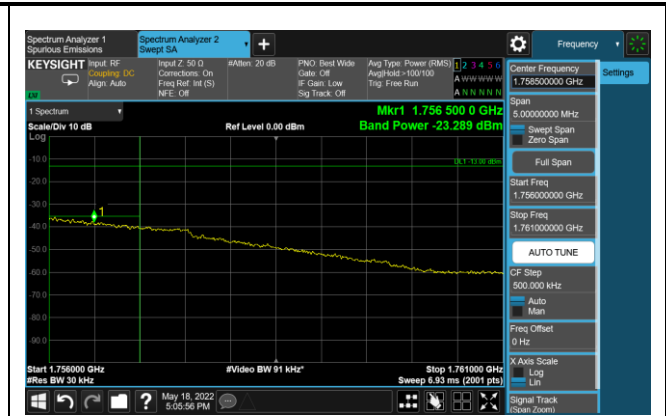 Spectrum Analyzer 1
Spurious Emissions
Spectrum Analyzer 2
Swept SA
Frequency
KEYSIGHT
Input: RF
Coupling: DC
Align: Auto
Input Z: 50 Ω
Corrections: On
Freq Ref: Int (S)
NFE: Off
#Atten: 20 dB
PNO: Best Wide
Gate: Off
IF Gain: Low
Sig Track: Off
Avg Type: Power (RMS)
Avg|Hold:>100/100
Trig: Free Run
1 2 3 4 5 6
A W W W W W
A N N N N N
1 Spectrum
Scale/Div 10 dB
Log
Ref Level 0.00 dBm
Mkr1 1.756 500 0 GHz
Band Power -23.289 dBm
DL1 -13.00 dBm
-10.0
-20.0
-30.0
-40.0
-50.0
-60.0
-70.0
-80.0
-90.0
1
Start 1.756000 GHz
#Res BW 30 kHz
#Video BW 91 kHz*
Stop 1.761000 GHz
Sweep 6.93 ms (2001 pts)
Center Frequency
1.758500000 GHz
Settings
Span
5.00000000 MHz
Swept Span
Zero Span
Full Span
Start Freq
1.756000000 GHz
Stop Freq
1.761000000 GHz
AUTO TUNE
CF Step
500.000 kHz
Auto
Man
Freq Offset
0 Hz
X Axis Scale
Log
Lin
Signal Track
(Span Zoom)
May 18, 2022
5:05:56 PM